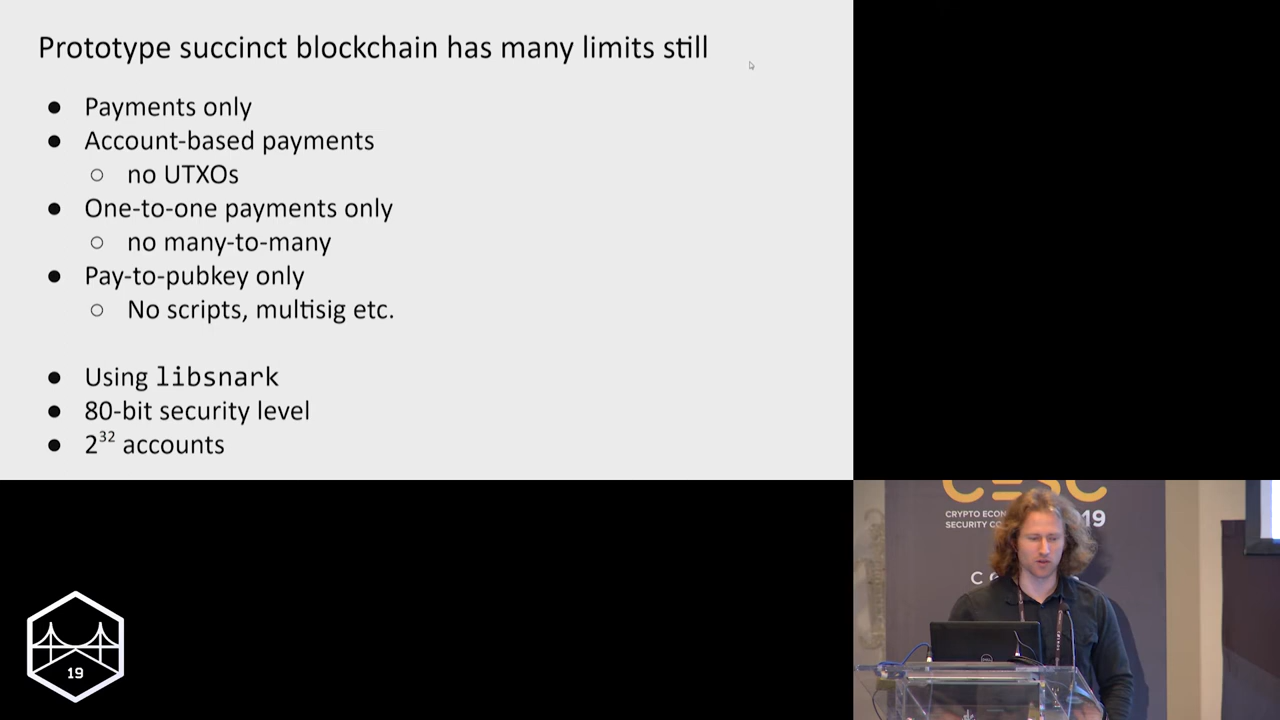 Prototype succinct blockchain has many limits still
● Payments only
● Account-based payments
○ no UTXOs
● One-to-one payments only
○ no many-to-many
● Pay-to-pubkey only
○ No scripts, multisig etc.
● Using libsnark
● 80-bit security level
● 2³² accounts
CESC
CRYPTO ECON
SECURITY CO
19
C
19